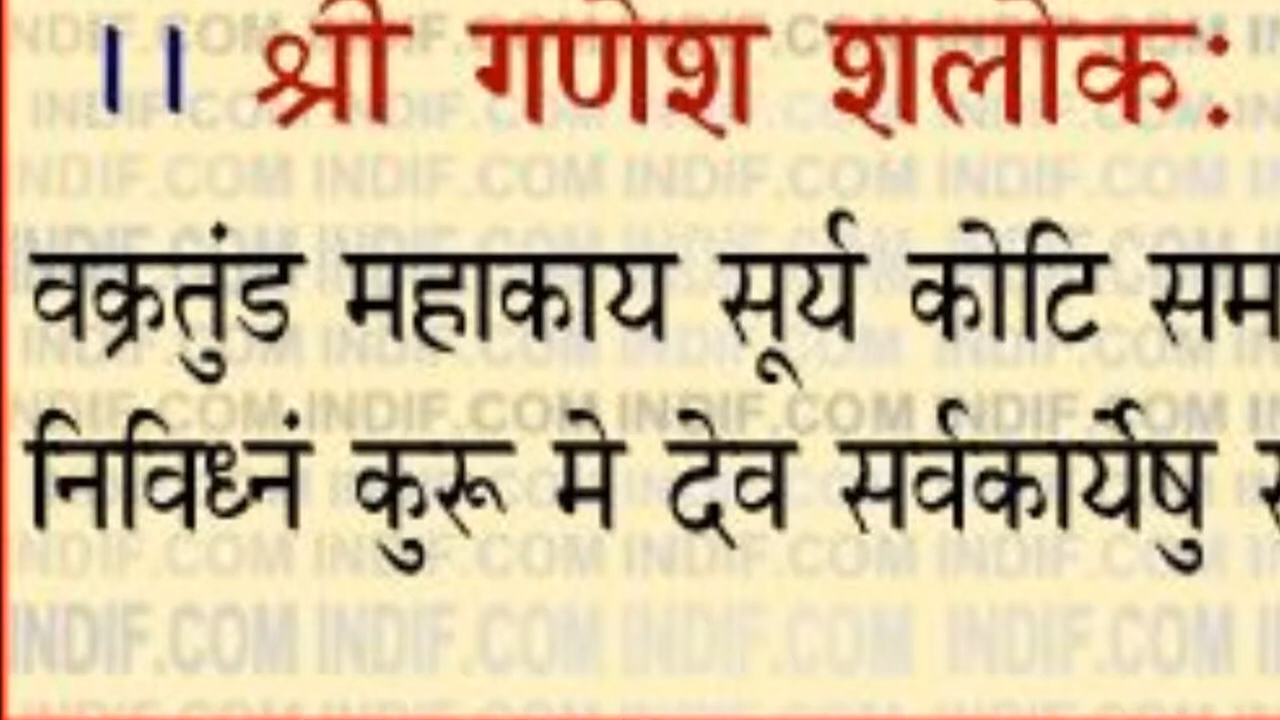 ।। श्री गणेश शलोक:
वक्रतुंड महाकाय सूर्य कोटि सम
निविध्नं कुरू मे देव सर्वकार्येषु